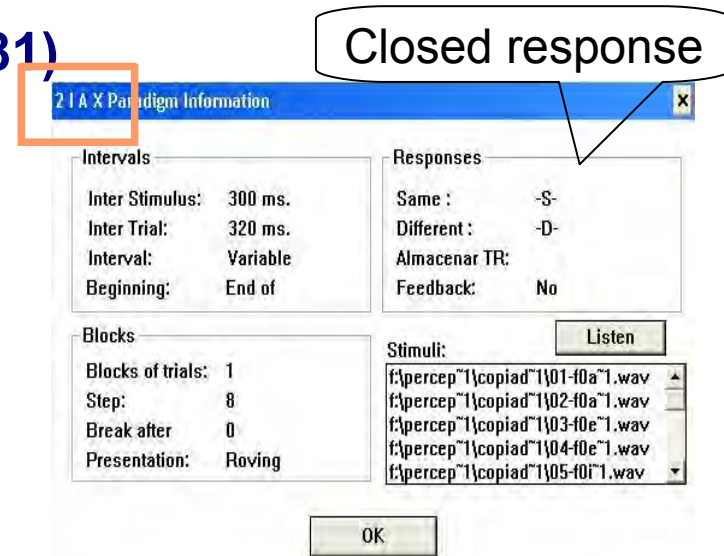 31)
Closed response
2 I A X Paradigm Information
x
Intervals
Inter Stimulus: 300 ms.
Inter Trial: 320 ms.
Interval: Variable
Beginning: End of
Responses
Same : -S-
Different : -D-
Almacenar TR:
Feedback: No
Blocks
Blocks of trials: 1
Step: 8
Break after 0
Presentation: Roving
Listen
Stimuli:
f:\percep~1\copiad~1\01-f0a~1.wav
f:\percep~1\copiad~1\02-f0a~1.wav
f:\percep~1\copiad~1\03-f0e~1.wav
f:\percep~1\copiad~1\04-f0e~1.wav
f:\percep~1\copiad~1\05-f0i~1.wav
OK